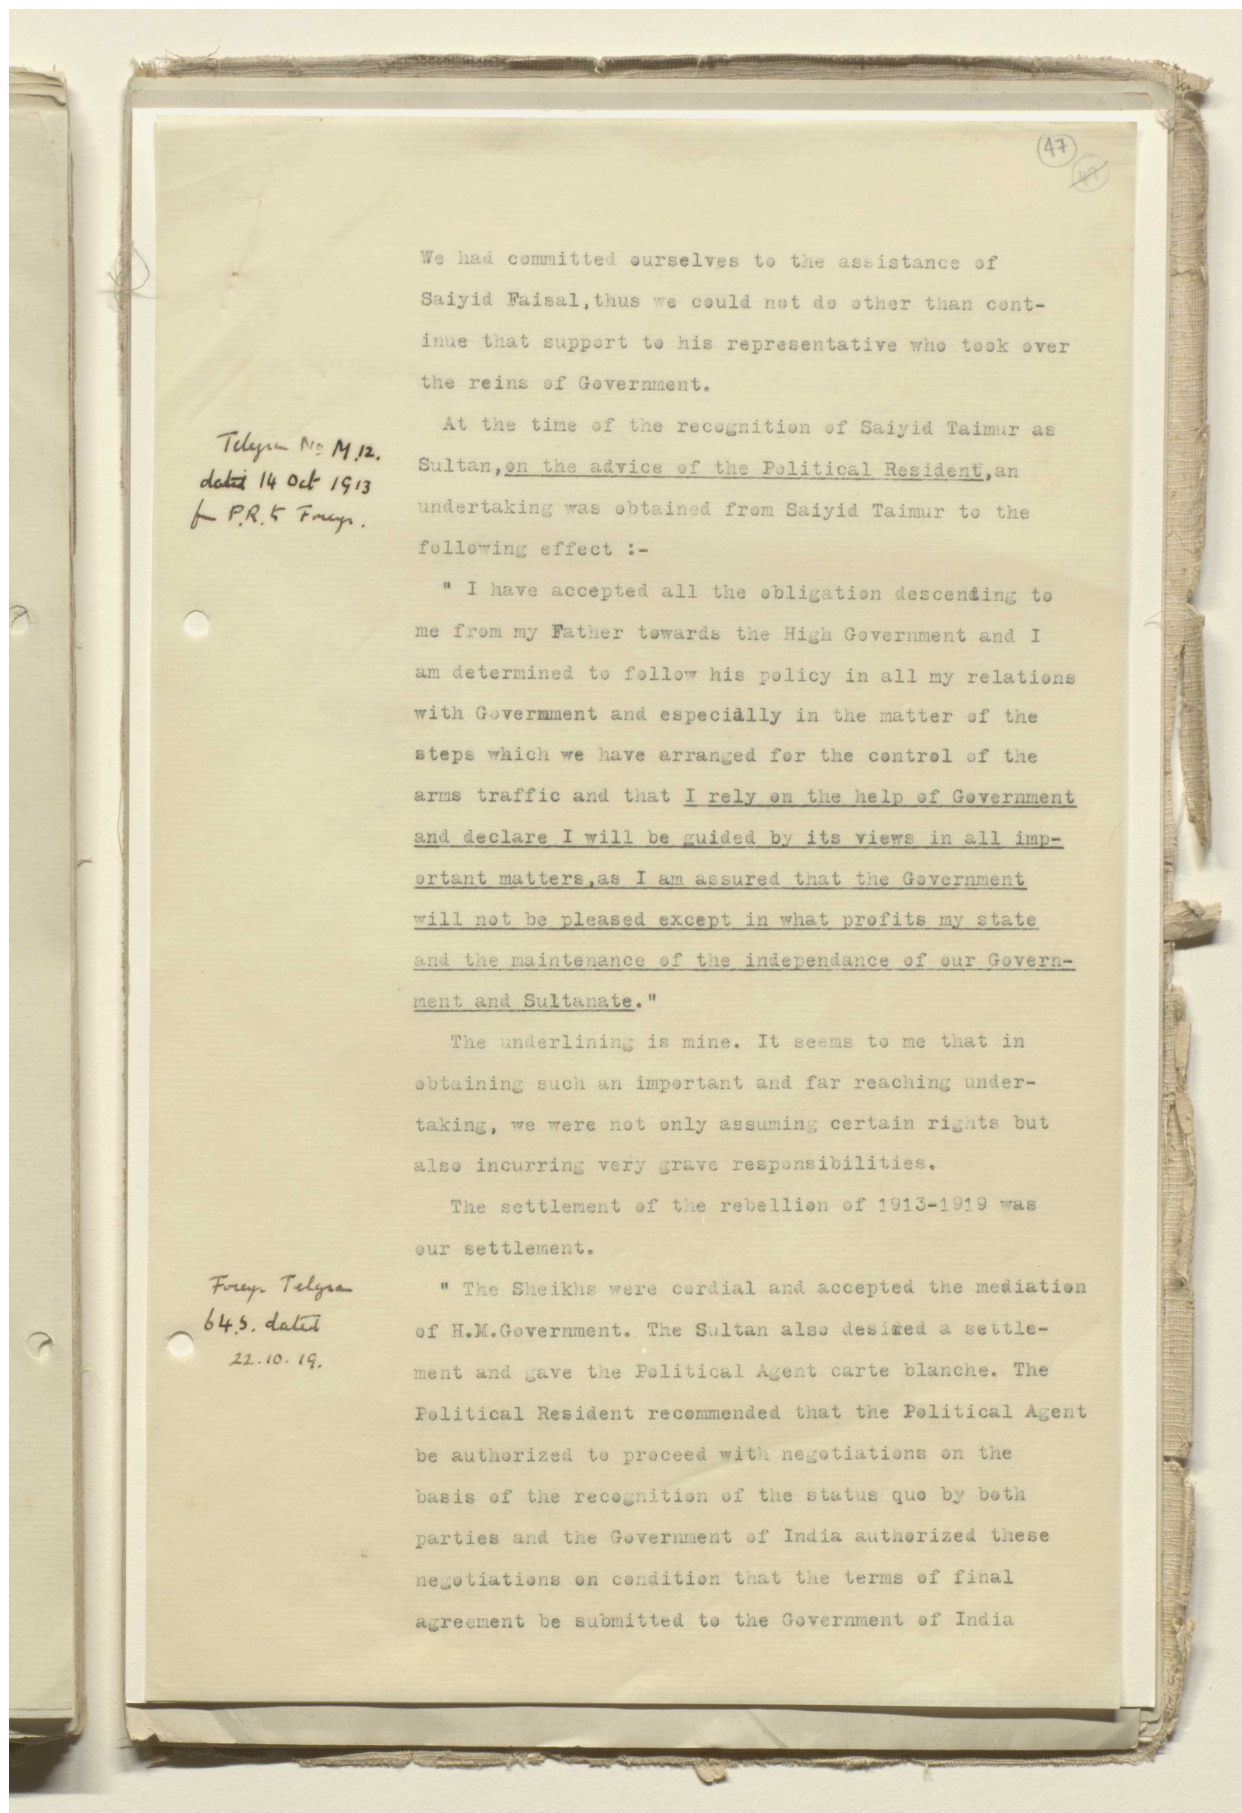 47
We had committed ourselves to the assistance of
Saiyid Faisal,thus we could not do other than cont-
inue that support to his representative who took over
the reins of Government.
At the time of the recognition of Saiyid Taimur as
Telegram No M.12.
Sultan,on the advice of the Political Resident,an
dated 14 Oct 1913
undertaking was obtained from Saiyid Taimur to the
fm P.R. to Foreign.
following effect :-
" I have accepted all the obligation descending to
me from my Father towards the High Government and I
am determined to follow his policy in all my relations
with Government and especially in the matter of the
steps which we have arranged for the control of the
arms traffic and that I rely on the help of Government
and declare I will be guided by its views in all imp-
ortant matters,as I am assured that the Government
will not be pleased except in what profits my state
and the maintenance of the independance of our Govern-
ment and Sultanate."
The underlining is mine. It seems to me that in
obtaining such an important and far reaching under-
taking, we were not only assuming certain rights but
also incurring very grave responsibilities.
The settlement of the rebellion of 1913-1919 was
our settlement.
Foreign Telegram
64.S. dated
22.10.19.
" The Sheikhs were cordial and accepted the mediation
of H.M.Government. The Sultan also desired a settle-
ment and gave the Political Agent carte blanche. The
Political Resident recommended that the Political Agent
be authorized to proceed with negotiations on the
basis of the recognition of the status quo by both
parties and the Government of India authorized these
negotiations on condition that the terms of final
agreement be submitted to the Government of India